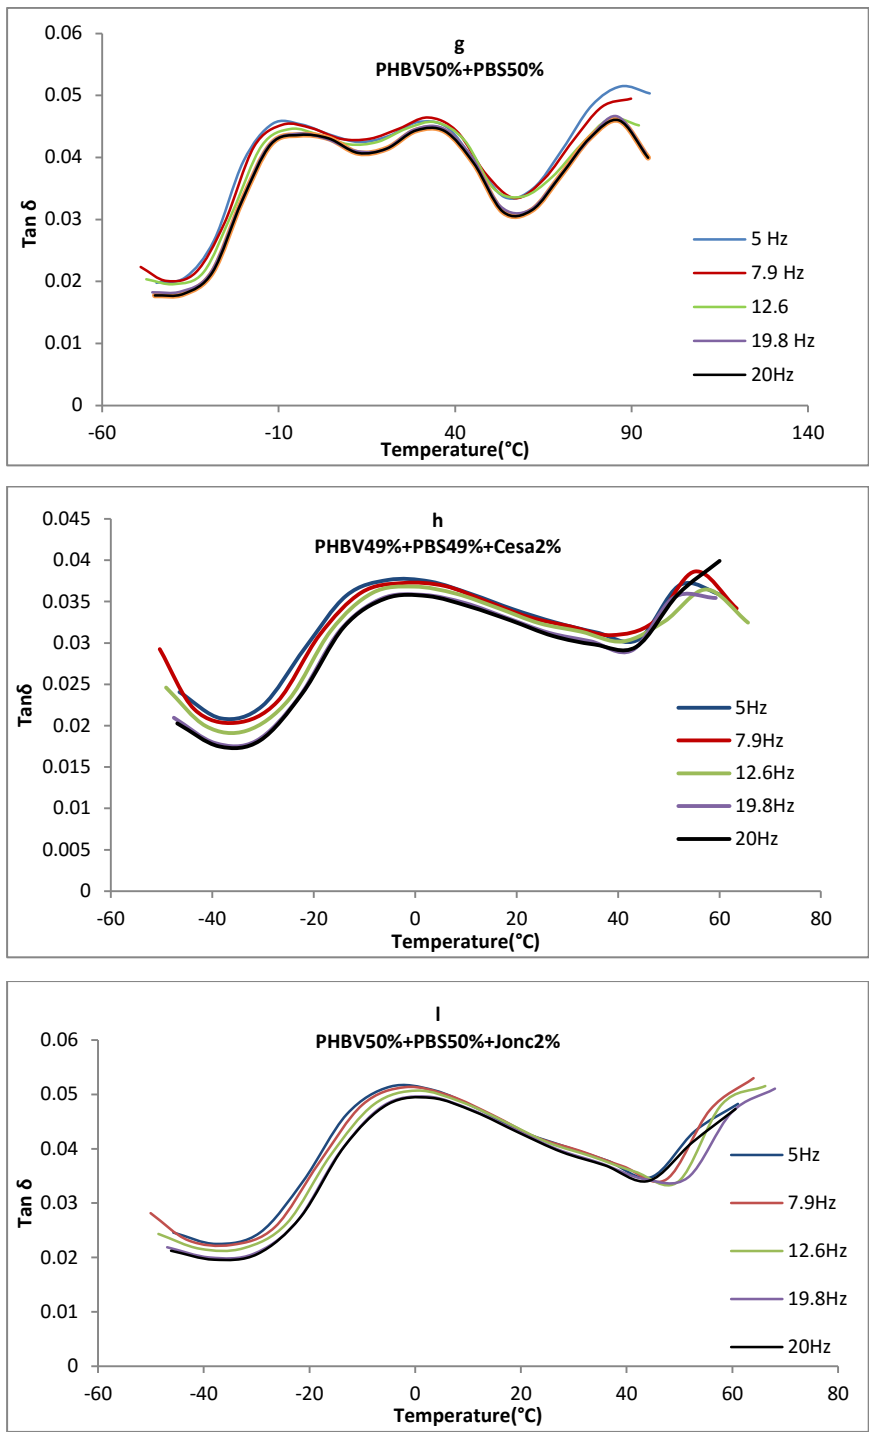 g
PHBV50%+PBS50%
0.06
0.05
0.04
0.03
0.02
0.01
0
Tan δ
-60 -10 40 90 140
Temperature(°C)
5 Hz
7.9 Hz
12.6
19.8 Hz
20Hz
h
PHBV49%+PBS49%+Cesa2%
0.045
0.04
0.035
0.03
0.025
0.02
0.015
0.01
0.005
0
Tanδ
-60 -40 -20 0 20 40 60 80
Temperature(°C)
5Hz
7.9Hz
12.6Hz
19.8Hz
20Hz
I
PHBV50%+PBS50%+Jonc2%
0.06
0.05
0.04
0.03
0.02
0.01
0
Tan δ
-60 -40 -20 0 20 40 60 80
Temperature(°C)
5Hz
7.9Hz
12.6Hz
19.8Hz
20Hz